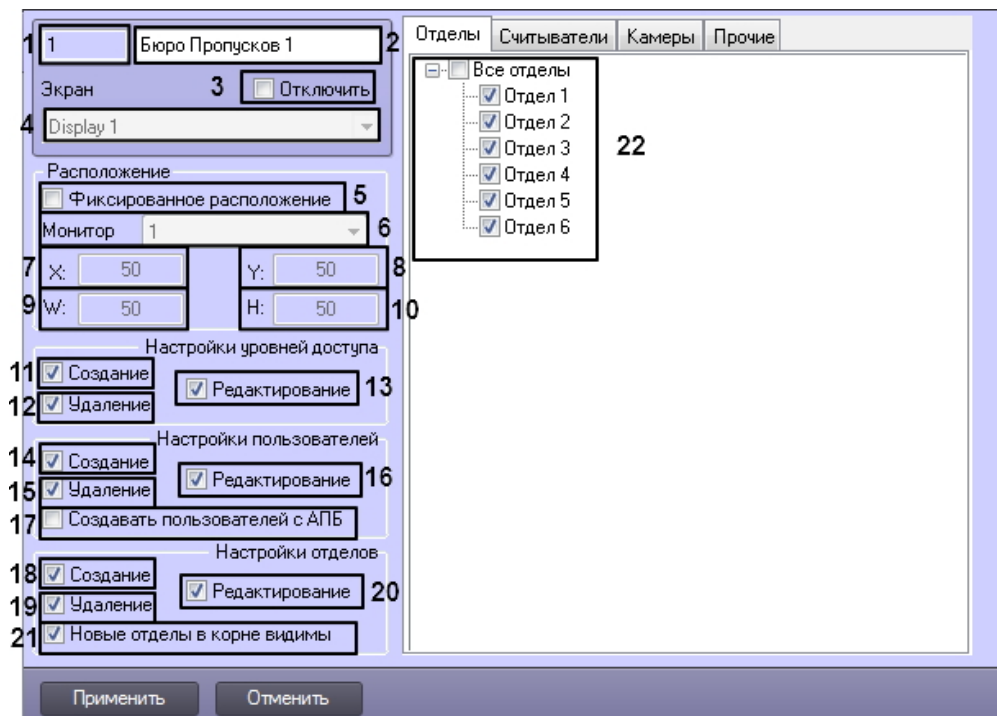 1 1 Бюро Пропусков 1 2
Экран 3 Отключить
4 Display 1
Расположение
Фиксированное расположение 5
Монитор 1 6
7 X: 50 Y: 50 8
9 W: 50 H: 50 10
Настройки уровней доступа
11 Создание
Редактирование 13
12 Удаление
Настройки пользователей
14 Создание
Редактирование 16
15 Удаление
17 Создавать пользователей с АПБ
Настройки отделов
18 Создание
Редактирование 20
19 Удаление
21 Новые отделы в корне видимы
Применить Отменить
Отделы Считыватели Камеры Прочие
Все отделы
Отдел 1
Отдел 2
Отдел 3 22
Отдел 4
Отдел 5
Отдел 6